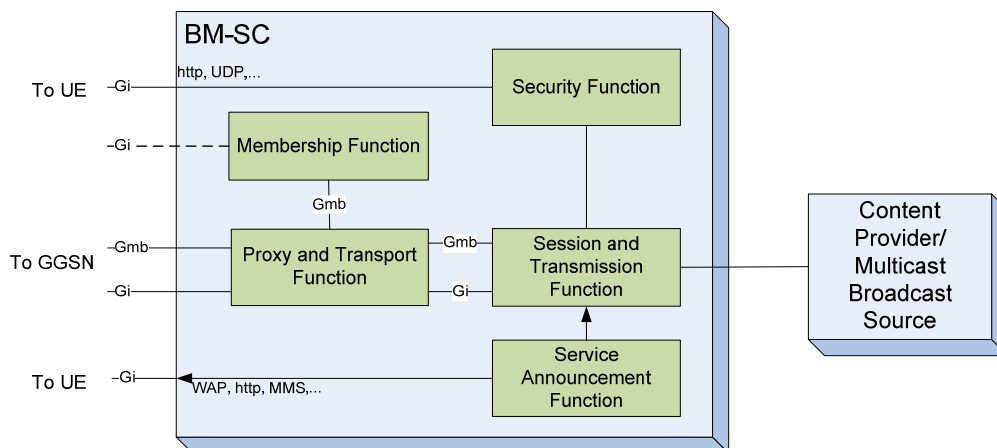 BM-SC
http, UDP,...
To UE
Gi
Security Function
Gi
Membership Function
Gmb
To GGSN
Gmb
Gi
Proxy and Transport
Function
Gmb
Gi
Session and
Transmission
Function
Content
Provider/
Multicast
Broadcast
Source
To UE
Gi
WAP, http, MMS,...
Service
Announcement
Function